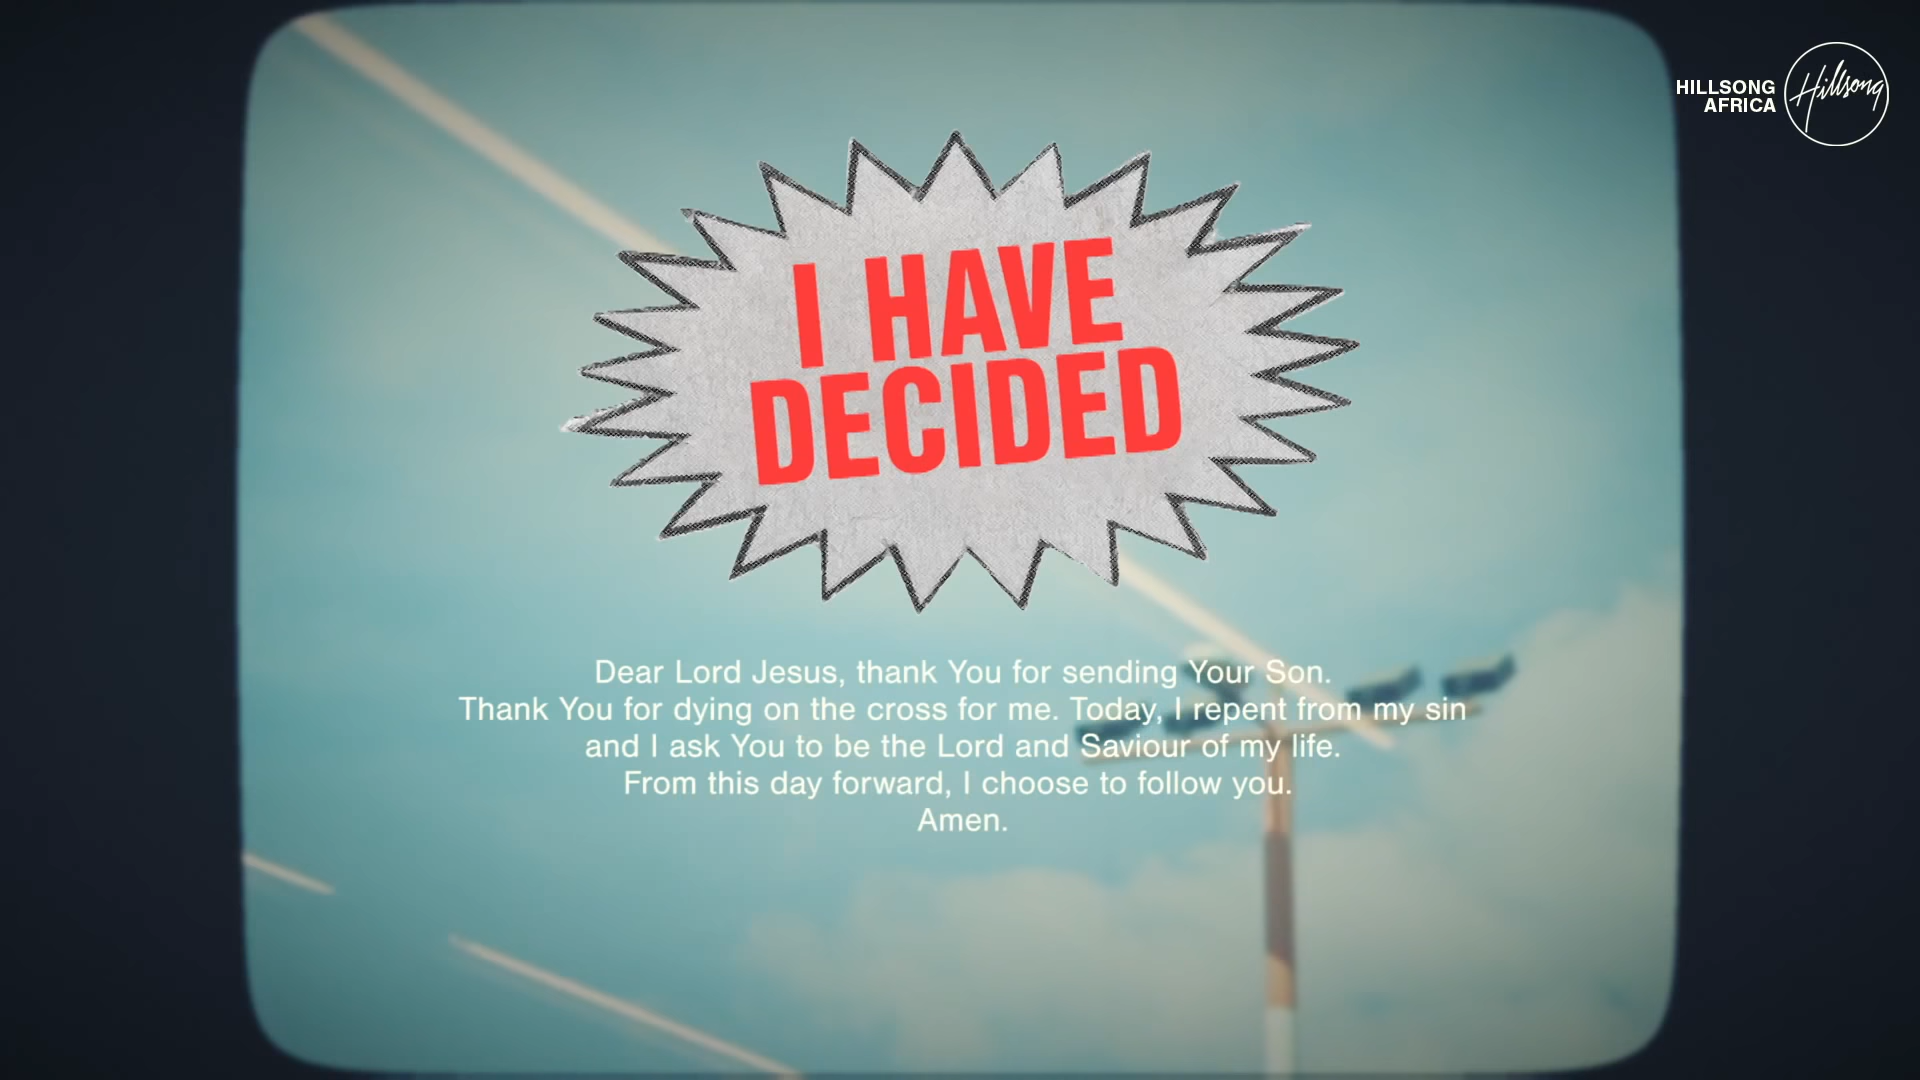 HILLSONG
AFRICA
Hillsong
I HAVE
DECIDED
Dear Lord Jesus, thank You for sending Your Son.
Thank You for dying on the cross for me. Today, I repent from my sin
and I ask You to be the Lord and Saviour of my life.
From this day forward, I choose to follow you.
Amen.